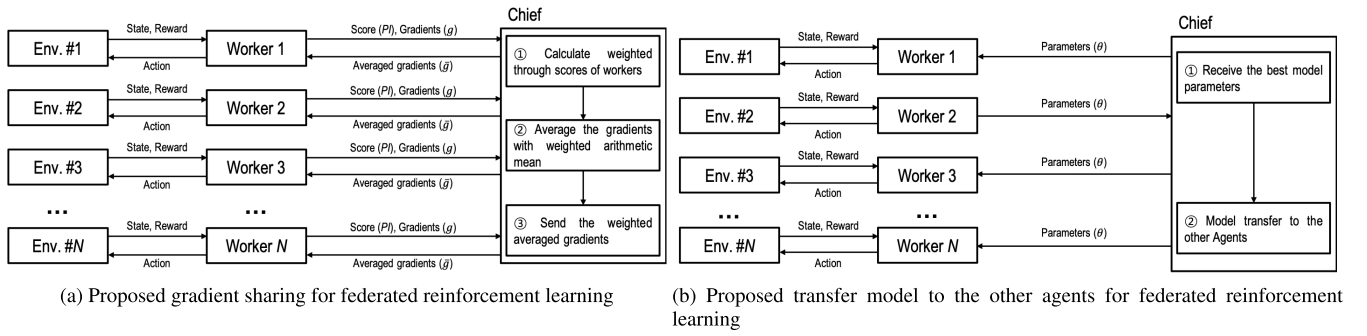 Chief
Env. #1
State, Reward
Action
Worker 1
Score (PI), Gradients (g)
Averaged gradients (ḡ)
Env. #2
State, Reward
Action
Worker 2
Score (PI), Gradients (g)
Averaged gradients (ḡ)
Env. #3
State, Reward
Action
Worker 3
Score (PI), Gradients (g)
Averaged gradients (ḡ)
...
...
Env. #N
State, Reward
Action
Worker N
Score (PI), Gradients (g)
Averaged gradients (ḡ)
① Calculate weighted
through scores of
workers
② Average the gradients
with weighted arithmetic
mean
③ Send the weighted
averaged gradients
(a) Proposed gradient sharing for federated reinforcement learning
Chief
Env. #1
State, Reward
Action
Worker 1
Parameters (θ)
Env. #2
State, Reward
Action
Worker 2
Parameters (θ)
Env. #3
State, Reward
Action
Worker 3
Parameters (θ)
...
...
Env. #N
State, Reward
Action
Worker N
Parameters (θ)
① Receive the best model
parameters
② Model transfer to the
other Agents
(b) Proposed transfer model to the other agents for federated reinforcement
learning